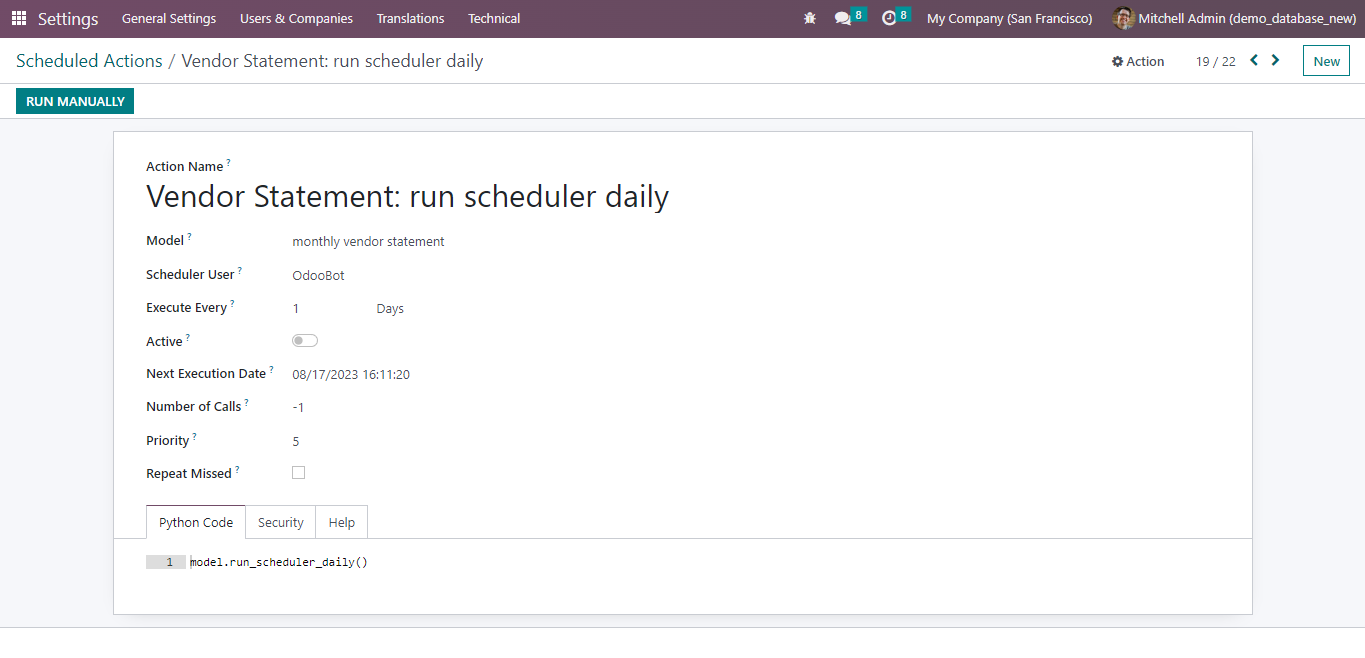 Settings General Settings Users & Companies Translations Technical 8 8 My Company (San Francisco) Mitchell Admin (demo_database_new)
Scheduled Actions / Vendor Statement: run scheduler daily Action 19 / 22 New
RUN MANUALLY
Action Name ?
Vendor Statement: run scheduler daily
Model ? monthly vendor statement
Scheduler User ? OdooBot
Execute Every ? 1 Days
Active ?
Next Execution Date ? 08/17/2023 16:11:20
Number of Calls ? -1
Priority ? 5
Repeat Missed ?
Python Code Security Help
1 model.run_scheduler_daily()